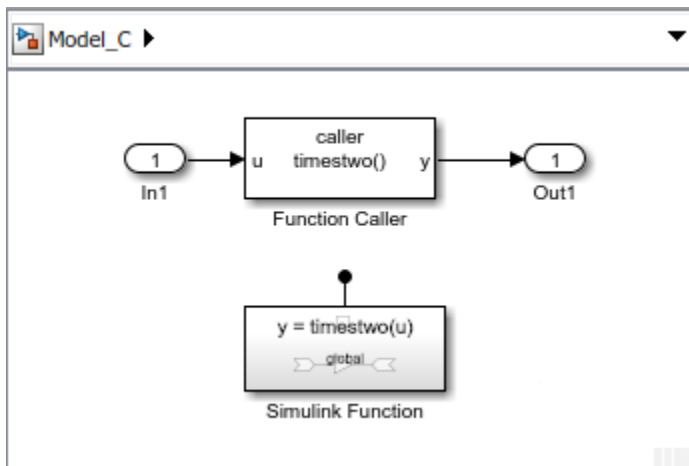 Model_C
caller
1
u
timestwo()
y
1
In1
Out1
Function Caller
y = timestwo(u)
global
Simulink Function